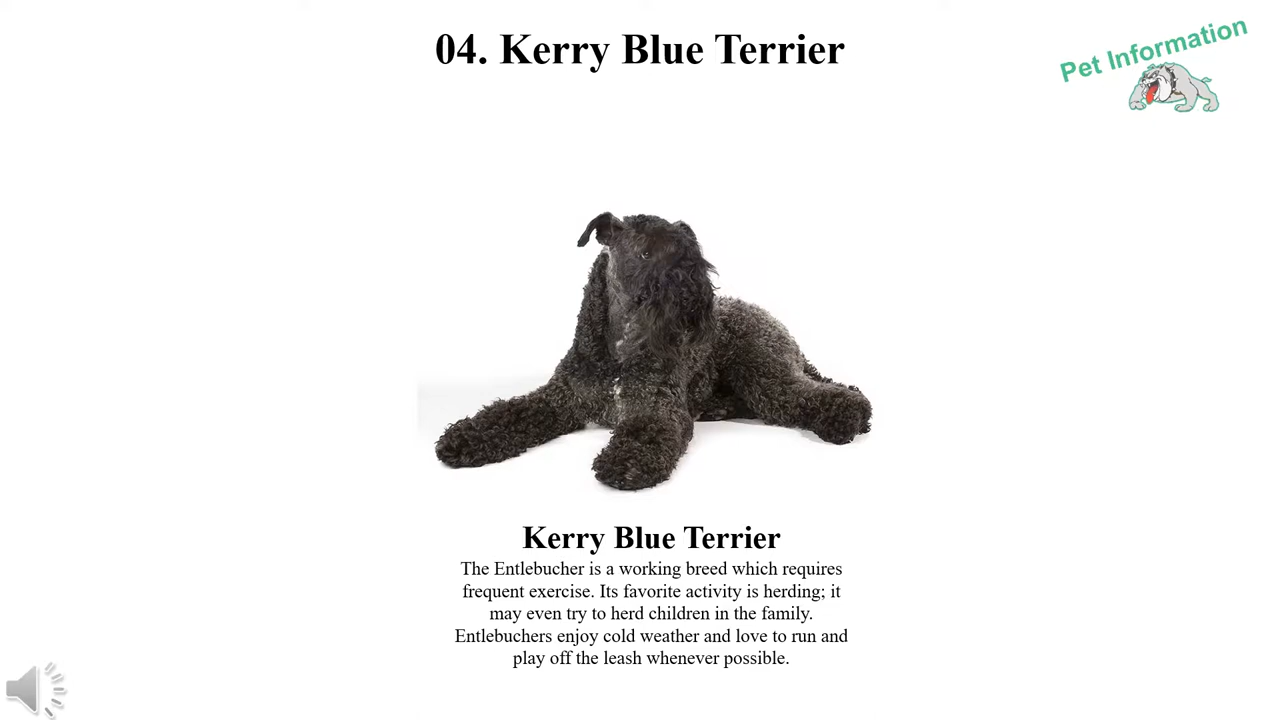 04. Kerry Blue Terrier
Pet Information
Kerry Blue Terrier
The Entlebucher is a working breed which requires
frequent exercise. Its favorite activity is herding; it
may even try to herd children in the family.
Entlebuchers enjoy cold weather and love to run and
play off the leash whenever possible.